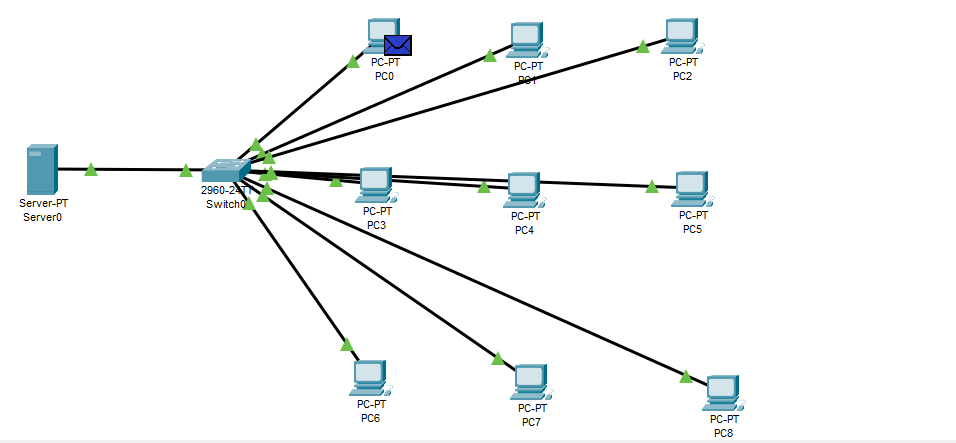 PC-PT
PC0
PC-PT
PC1
PC-PT
PC2
Server-PT
Server0
2960-24TT
Switch0
PC-PT
PC3
PC-PT
PC4
PC-PT
PC5
PC-PT
PC6
PC-PT
PC7
PC-PT
PC8